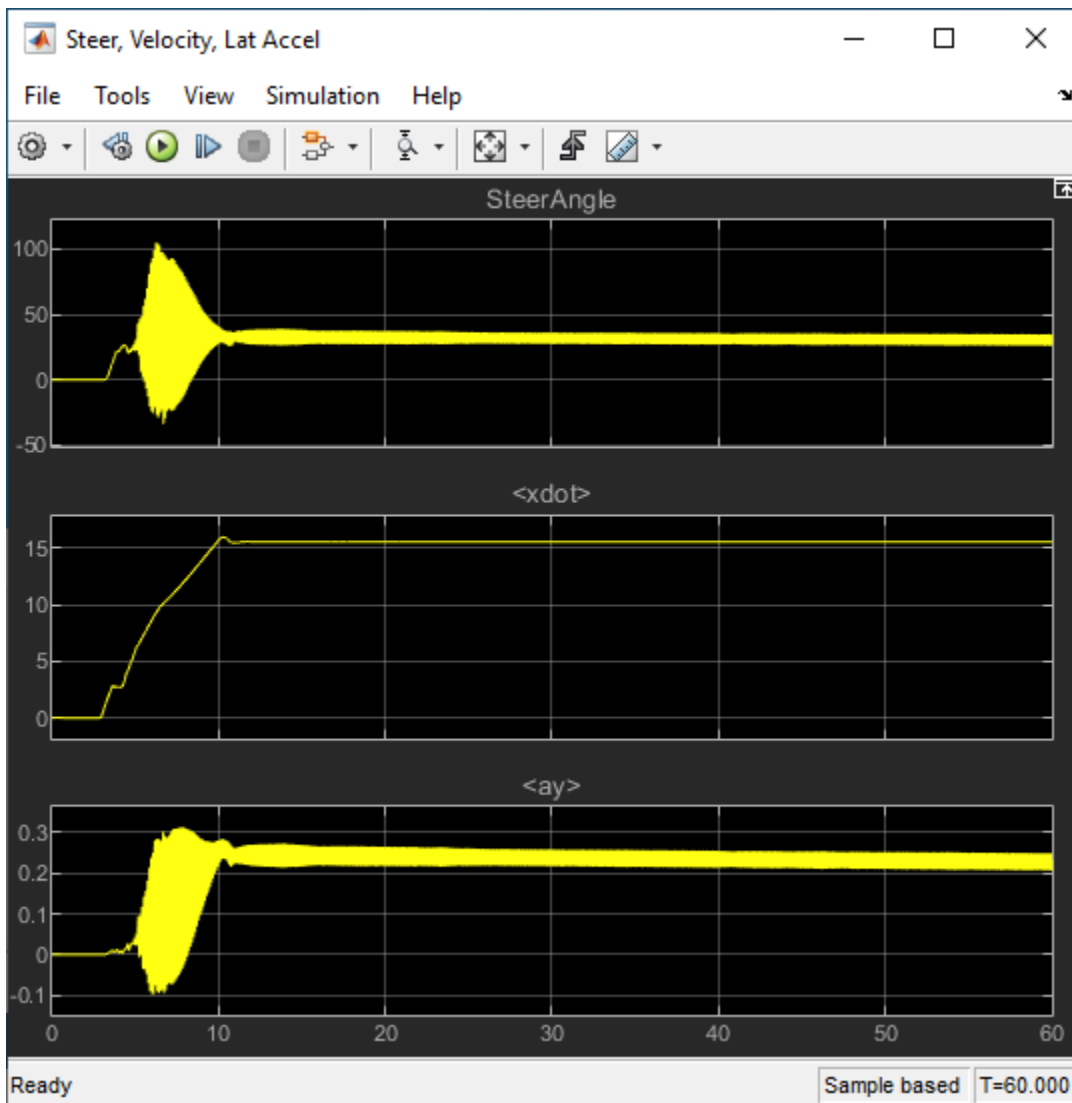 Steer, Velocity, Lat Accel
File Tools View Simulation Help
SteerAngle
100
50
0
-50
<xdot>
15
10
5
0
<ay>
0.3
0.2
0.1
0
-0.1
0 10 20 30 40 50 60
Ready Sample based T=60.000